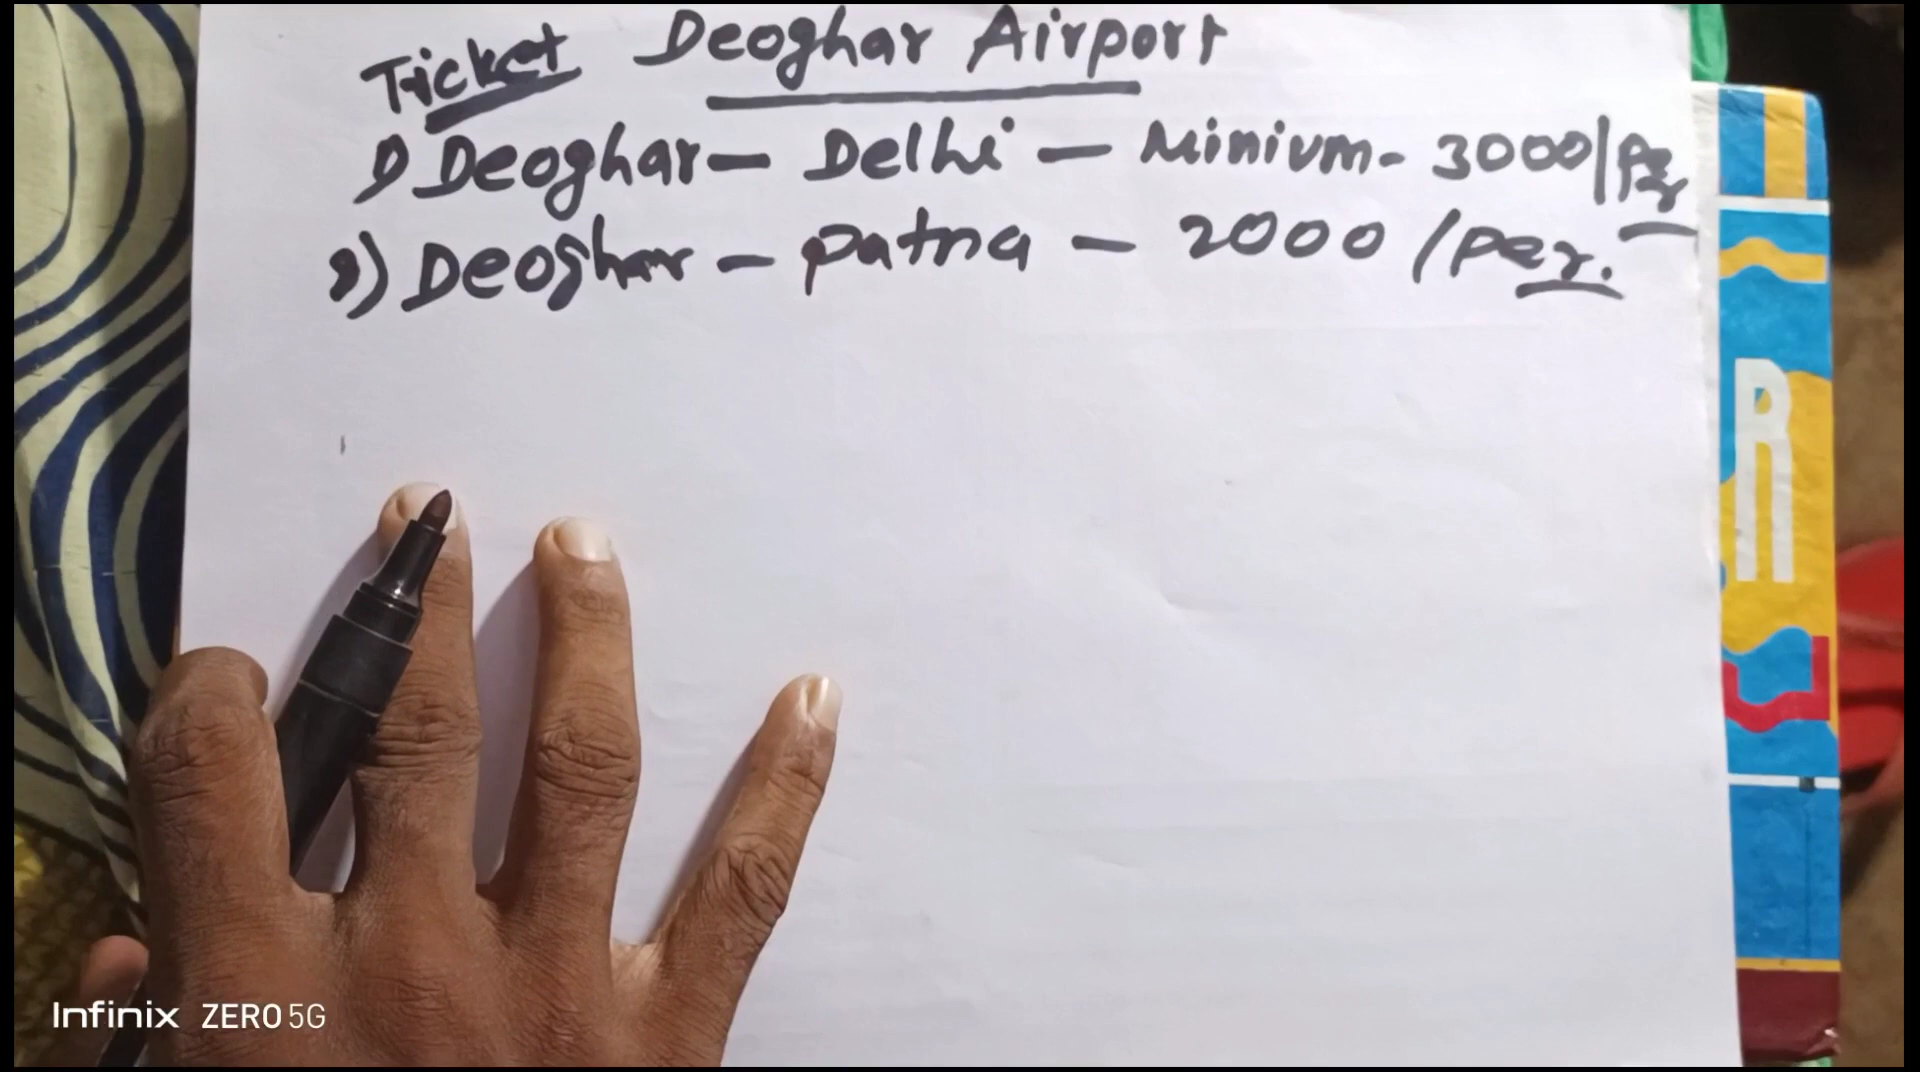 Ticket Deoghar Airport
1) Deoghar - Delhi - Minium - 3000/Per
2) Deoghar - Patna - 2000/Per.
R
Infinix ZERO 5G